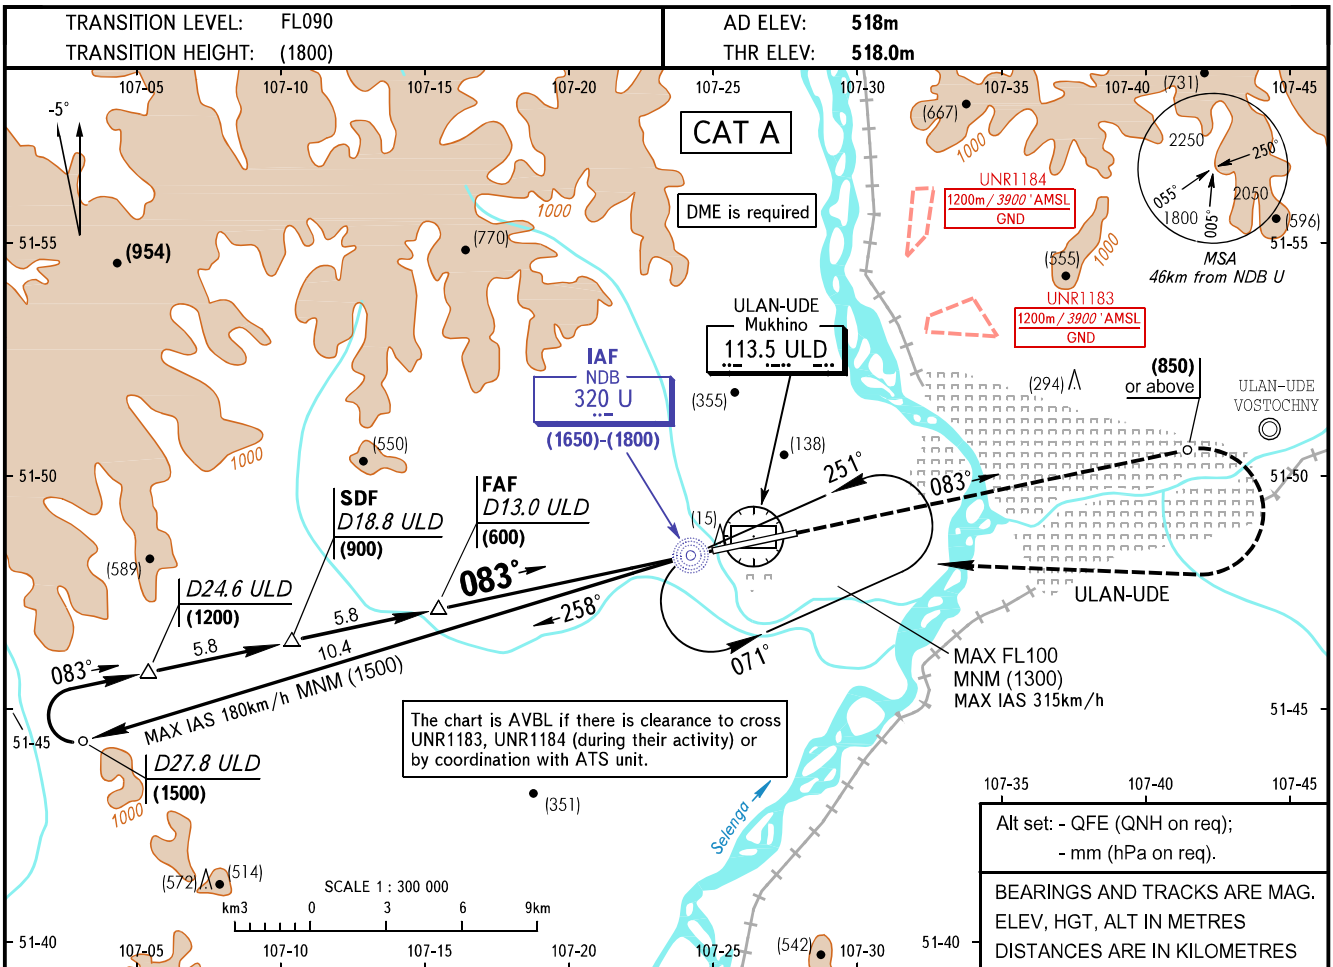 TRANSITION LEVEL: FL090
TRANSITION HEIGHT: (1800)
AD ELEV: 518m
THR ELEV: 518.0m
107-05 107-10 107-15 107-20 107-25 107-30 107-35 107-40 107-45
(731)
(667)
-5°
CAT A
1000
2250
250°
055°
2050
1800
005°
(596)
MSA
46km from NDB U
UNR1184
1200m / 3900 'AMSL
GND
DME is required
1000
51-55
51-55
(954)
(770)
(555)
1000
UNR1183
1200m / 3900 'AMSL
GND
ULAN-UDE
Mukhino
113.5 ULD
IAF
NDB
320 U
(1650)-(1800)
(355)
(294)
(850)
or above
ULAN-UDE
VOSTOCHNY
(550)
1000
(138)
51-50
51-50
251°
083°
SDF
D18.8 ULD
(900)
FAF
D13.0 ULD
(600)
(15)
083°
(589)
D24.6 ULD
(1200)
5.8
5.8
258°
10.4
083°
MAX IAS 180km/h MNM (1500)
071°
ULAN-UDE
MAX FL100
MNM (1300)
MAX IAS 315km/h
51-45
51-45
D27.8 ULD
(1500)
1000
The chart is AVBL if there is clearance to cross
UNR1183, UNR1184 (during their activity) or
by coordination with ATS unit.
(351)
Selenga
107-35 107-40 107-45
Alt set: - QFE (QNH on req);
- mm (hPa on req).
(572)
(514)
SCALE 1 : 300 000
km3 0 3 6 9km
BEARINGS AND TRACKS ARE MAG.
ELEV, HGT, ALT IN METRES
DISTANCES ARE IN KILOMETRES
51-40
107-05 107-10 107-15 107-20 107-25
(542)
107-30
51-40